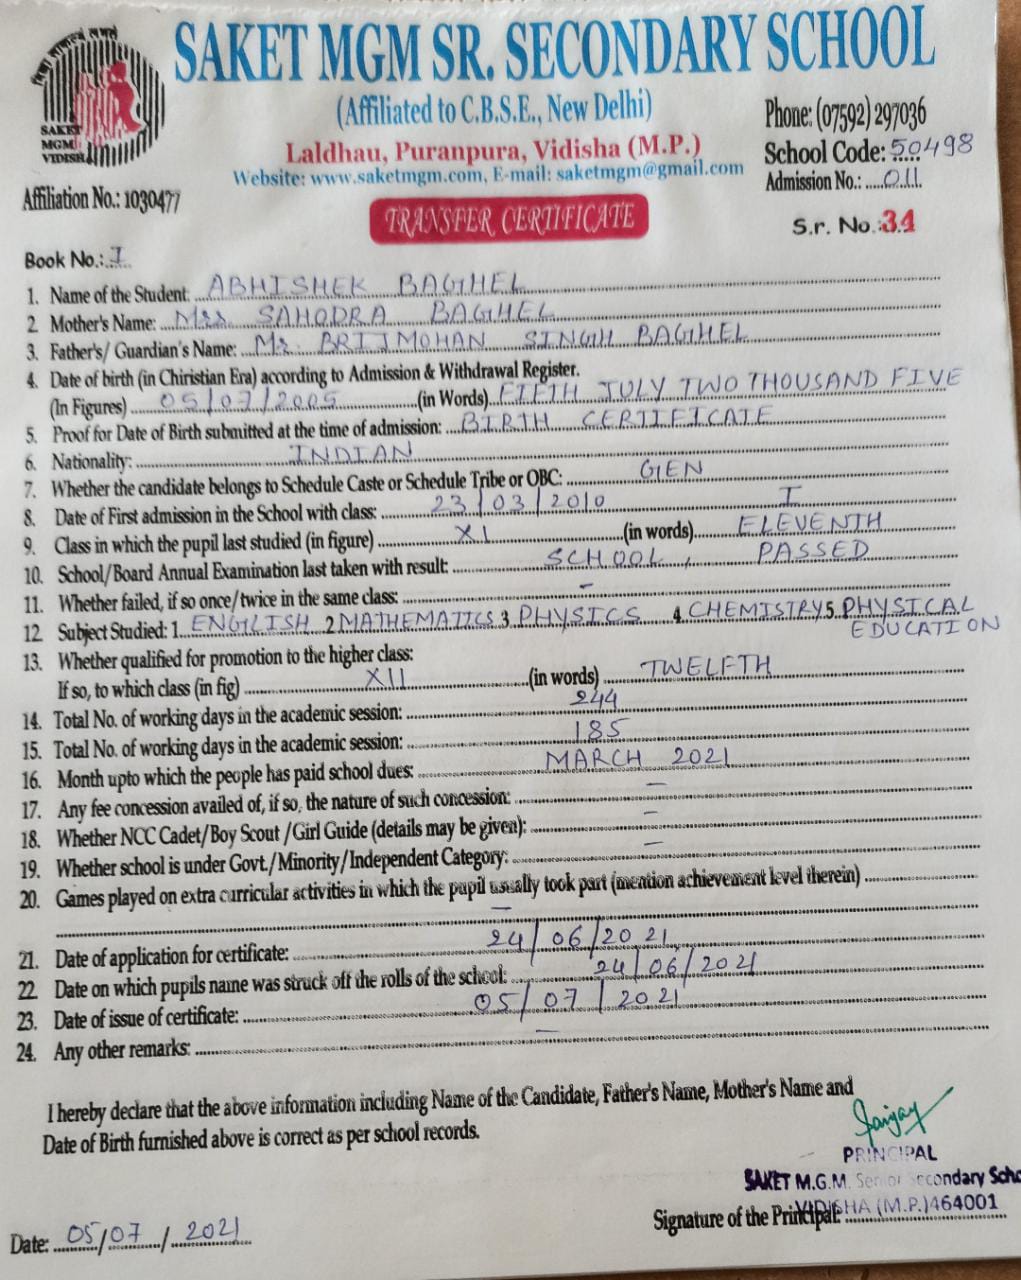 SAKET MGM SR. SECONDARY SCHOOL
(Affiliated to C.B.S.E., New Delhi)
Phone: (07592) 297036
SAKET
MGM
VIDISHA
Laldhau, Puranpura, Vidisha (M.P.)
School Code: 50498
Website: www.saketmgm.com, E-mail: saketmgm@gmail.com
Admission No.: 011
Affiliation No.: 1030477
TRANSFER CERTIFICATE
S.r. No. 34
Book No.: I
1. Name of the Student: ABHISHEK BAGHEL
2. Mother's Name: Mrs SAHODRA BAGHEL
3. Father's/ Guardian's Name: Mr. BRIJMOHAN SINGH BAGHEL
4. Date of birth (in Chiristian Era) according to Admission & Withdrawal Register.
(In Figures) 05/07/2005 (in Words) FIFTH JULY TWO THOUSAND FIVE
5. Proof for Date of Birth submitted at the time of admission: BIRTH CERTIFICATE
6. Nationality: INDIAN
7. Whether the candidate belongs to Schedule Caste or Schedule Tribe or OBC: GEN
8. Date of First admission in the School with class: 23/03/2010 I
9. Class in which the pupil last studied (in figure) XI (in words) ELEVENTH
10. School/Board Annual Examination last taken with result: SCHOOL, PASSED
11. Whether failed, if so once/twice in the same class: -
12. Subject Studied: 1. ENGLISH 2 MATHEMATICS 3. PHYSICS 4. CHEMISTRY 5. PHYSICAL
EDUCATION
13. Whether qualified for promotion to the higher class:
If so, to which class (in fig) XII (in words) TWELFTH
14. Total No. of working days in the academic session: 244
15. Total No. of working days in the academic session: 185
16. Month upto which the people has paid school dues: MARCH 2021
17. Any fee concession availed of, if so, the nature of such concession: -
18. Whether NCC Cadet/Boy Scout /Girl Guide (details may be given): -
19. Whether school is under Govt./Minority/Independent Category: -
20. Games played on extra curricular activities in which the pupil usually took part (mention achievement level therein)
-
21. Date of application for certificate: 24/06/2021
22. Date on which pupils name was struck off the rolls of the school: 24/06/2021
23. Date of issue of certificate: 05/07/2021
24. Any other remarks: -
I hereby declare that the above information including Name of the Candidate, Father's Name, Mother's Name and
Date of Birth furnished above is correct as per school records.
PRINCIPAL
SAKET M.G.M. Senior Secondary Scho
VIDISHA (M.P.) 464001
Signature of the Principal:
Date: 05/07/2021